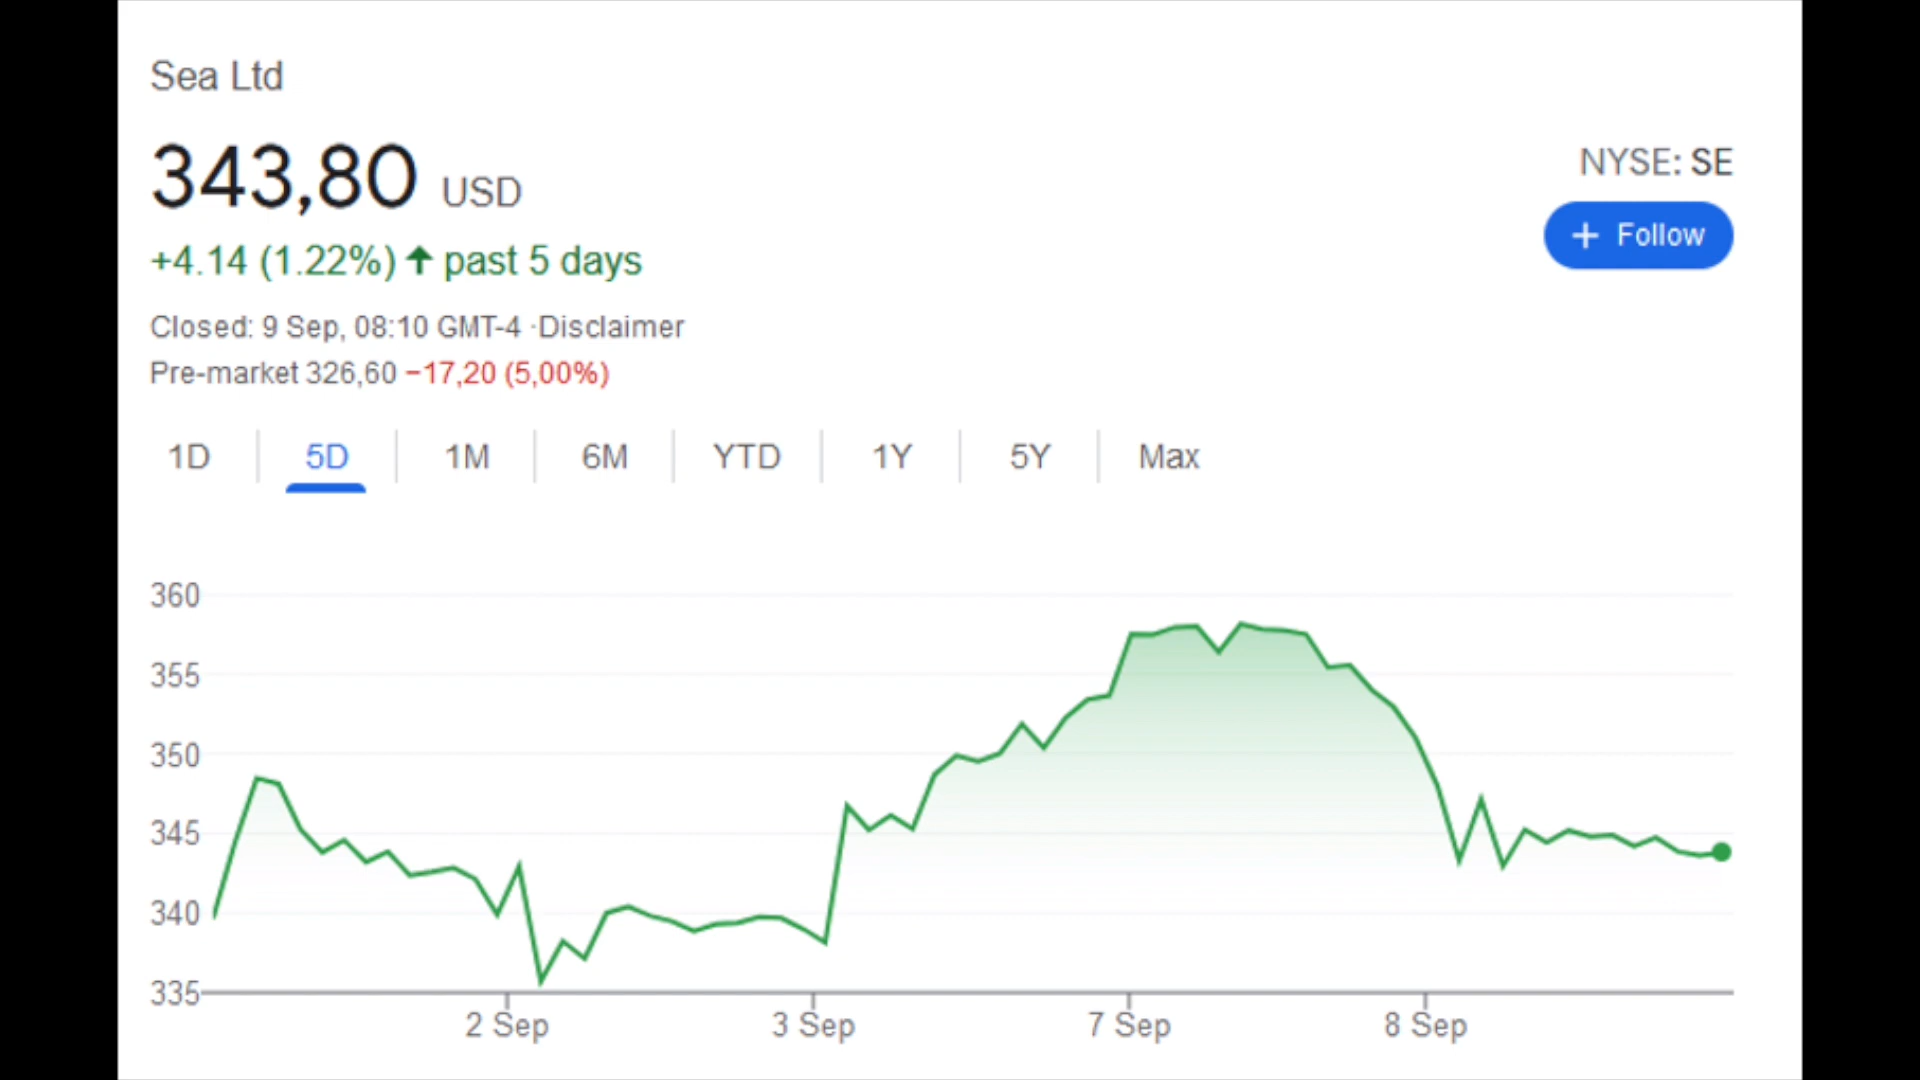 Sea Ltd
343,80 USD
NYSE: SE
+ Follow
+4.14 (1.22%) ↑ past 5 days
Closed: 9 Sep, 08:10 GMT-4 ·Disclaimer
Pre-market 326,60 −17,20 (5,00%)
1D 5D 1M 6M YTD 1Y 5Y Max
360
355
350
345
340
335
2 Sep 3 Sep 7 Sep 8 Sep